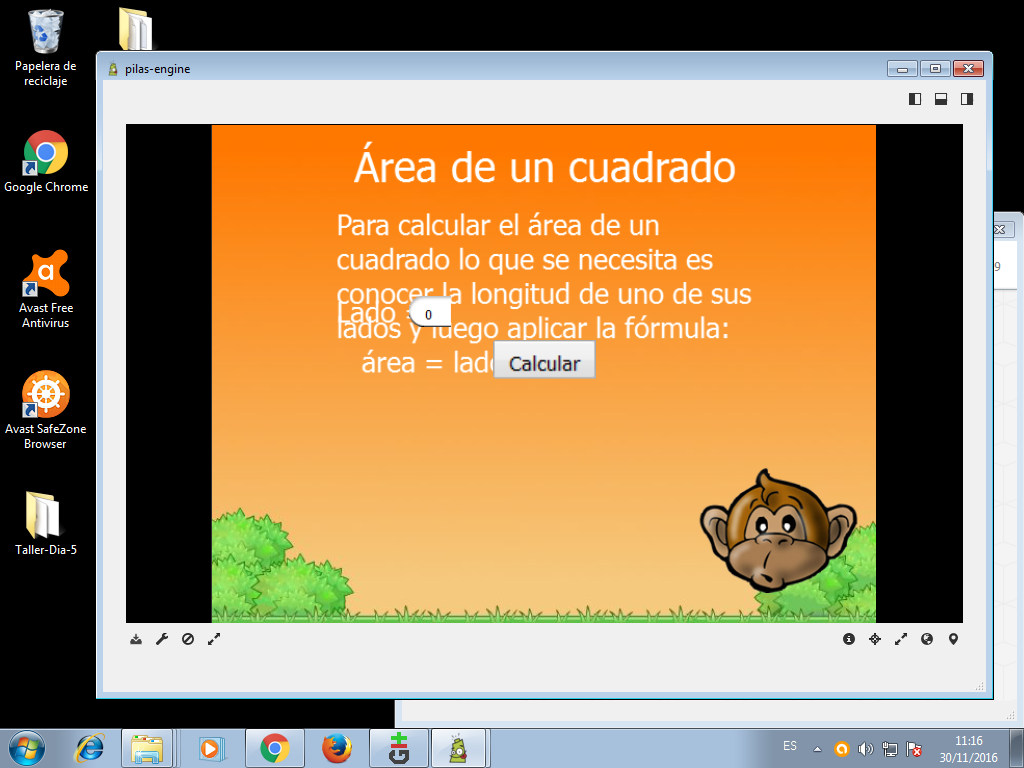 Papelera de
reciclaje
Google Chrome
Avast Free
Antivirus
Avast SafeZone
Browser
Taller-Dia-5
pilas-engine
Área de un cuadrado
Para calcular el área de un
cuadrado lo que se necesita es
conocer la longitud de uno de sus
lados y luego aplicar la fórmula:
área = lado
Lado
0
Calcular
9
ES
11:16
30/11/2016